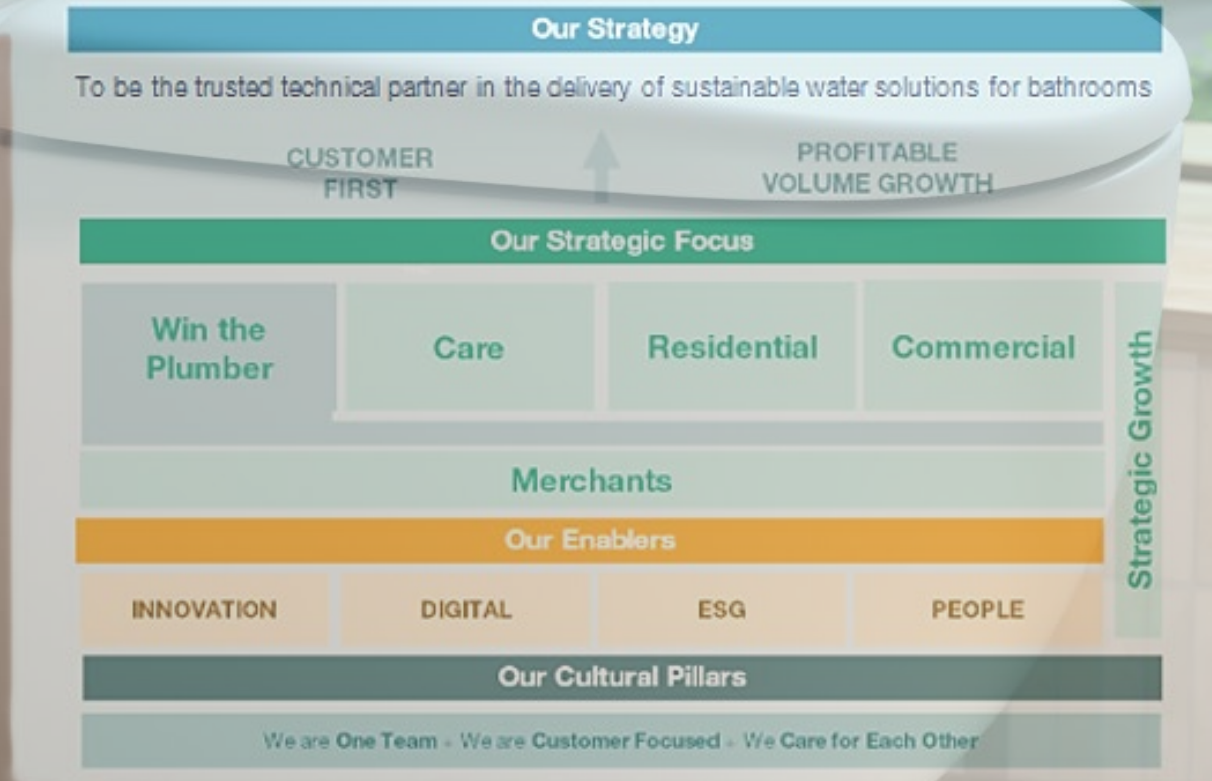 Our Strategy
To be the trusted technical partner in the delivery of sustainable water solutions for bathrooms
CUSTOMER
FIRST
PROFITABLE
VOLUME GROWTH
Our Strategic Focus
Win the
Plumber
Care
Residential
Commercial
Strategic Growth
Merchants
Our Enablers
INNOVATION
DIGITAL
ESG
PEOPLE
Our Cultural Pillars
We are One Team - We are Customer Focused - We Care for Each Other